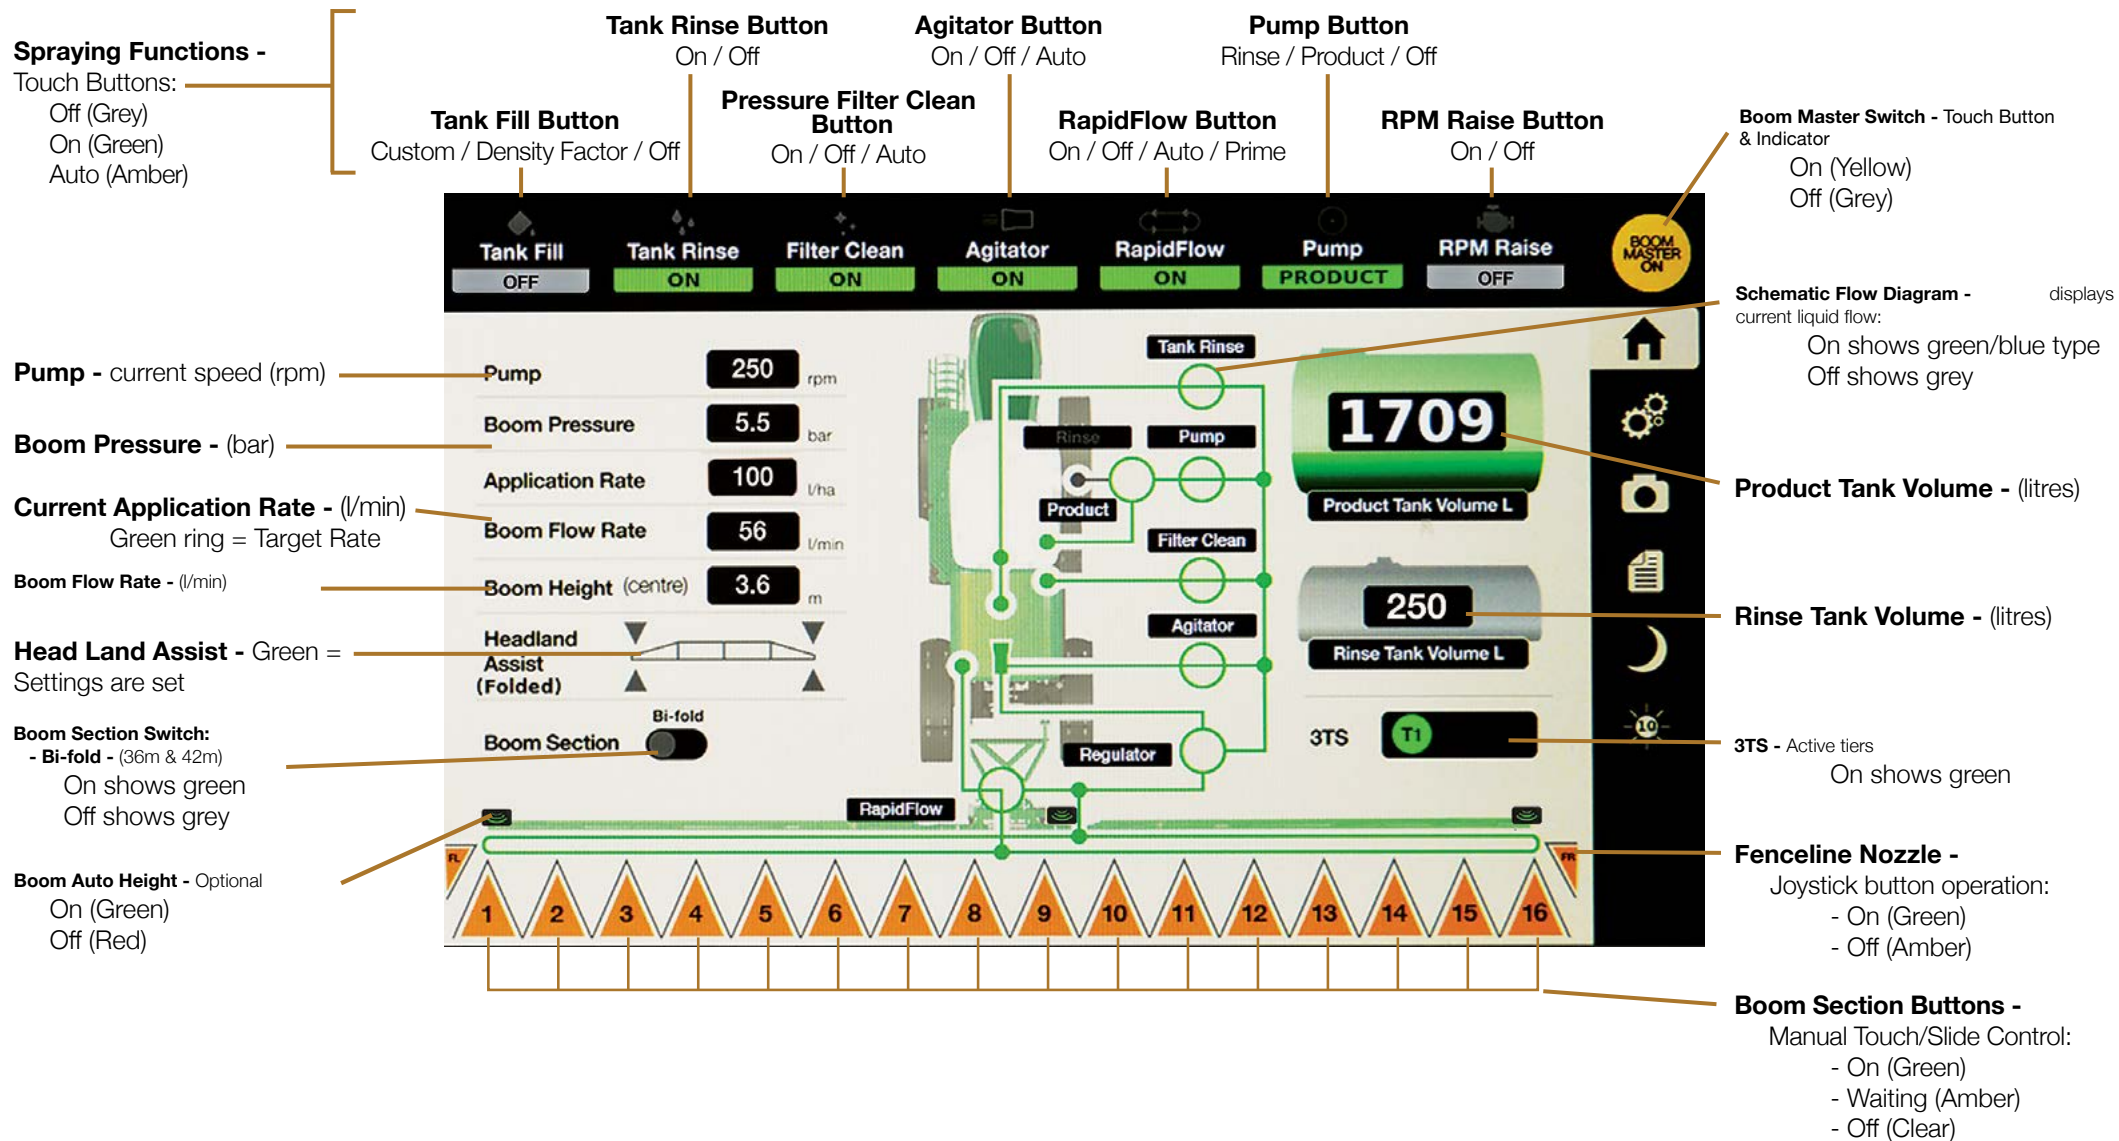 Spraying Functions -
Touch Buttons:
Off (Grey)
On (Green)
Auto (Amber)
Tank Rinse Button
On / Off
Agitator Button
On / Off / Auto
Pump Button
Rinse / Product / Off
Tank Fill Button
Custom / Density Factor / Off
Pressure Filter Clean
Button
On / Off / Auto
RapidFlow Button
On / Off / Auto / Prime
RPM Raise Button
On / Off
Boom Master Switch - Touch Button
& Indicator
On (Yellow)
Off (Grey)
Tank Fill
OFF
Tank Rinse
ON
Filter Clean
ON
Agitator
ON
RapidFlow
ON
Pump
PRODUCT
RPM Raise
OFF
BOOM
MASTER
ON
Schematic Flow Diagram - displays
current liquid flow:
On shows green/blue type
Off shows grey
Pump - current speed (rpm)
Boom Pressure - (bar)
Current Application Rate - (l/min)
Green ring = Target Rate
Boom Flow Rate - (l/min)
Head Land Assist - Green =
Settings are set
Boom Section Switch:
- Bi-fold - (36m & 42m)
On shows green
Off shows grey
Boom Auto Height - Optional
On (Green)
Off (Red)
Pump 250 rpm
Boom Pressure 5.5 bar
Application Rate 100 l/ha
Boom Flow Rate 56 l/min
Boom Height (centre) 3.6 m
Headland
Assist
(Folded)
Bi-fold
Boom Section
Tank Rinse
Rinse
Pump
Product
Filter Clean
Agitator
Regulator
RapidFlow
1709
Product Tank Volume L
250
Rinse Tank Volume L
3TS T1
10
Product Tank Volume - (litres)
Rinse Tank Volume - (litres)
3TS - Active tiers
On shows green
Fenceline Nozzle -
Joystick button operation:
- On (Green)
- Off (Amber)
FL 1 2 3 4 5 6 7 8 9 10 11 12 13 14 15 16 FR
Boom Section Buttons -
Manual Touch/Slide Control:
- On (Green)
- Waiting (Amber)
- Off (Clear)